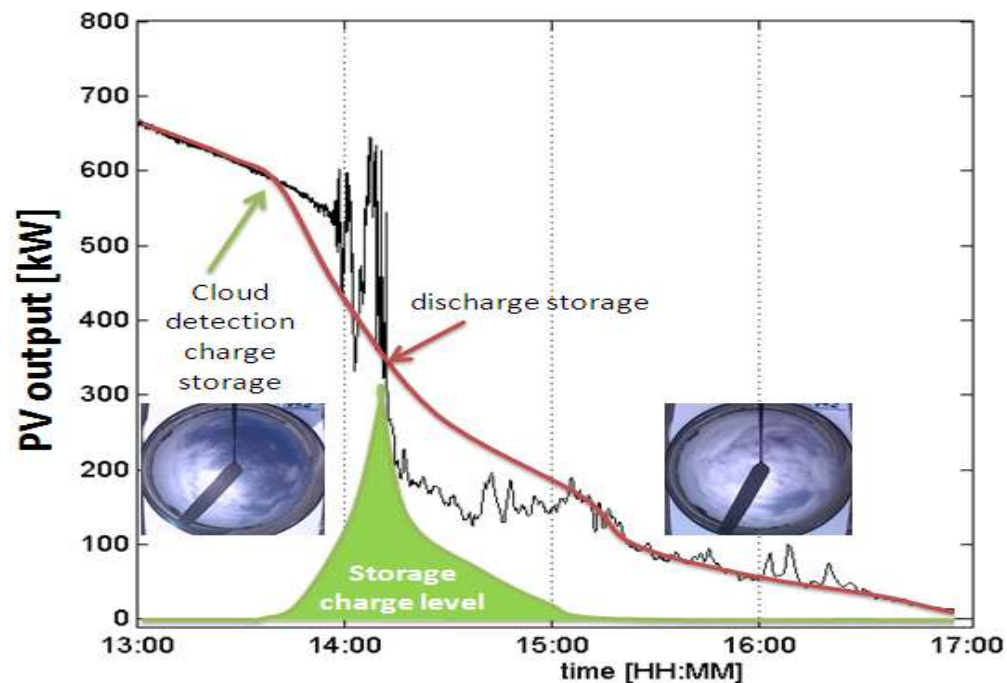 PV output [kW]
800
700
600
500
400
300
200
100
0
Cloud
detection
charge
storage
discharge storage
Storage
charge level
13:00
14:00
15:00
16:00
17:00
time [HH:MM]